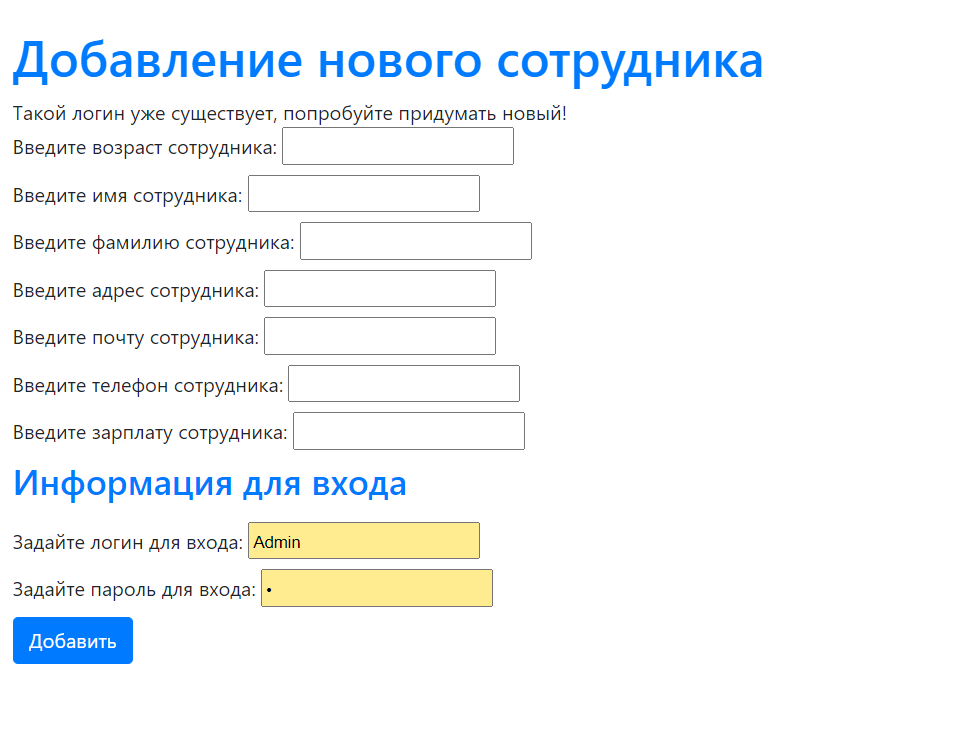 Добавление нового сотрудника
Такой логин уже существует, попробуйте придумать новый!
Введите возраст сотрудника:
Введите имя сотрудника:
Введите фамилию сотрудника:
Введите адрес сотрудника:
Введите почту сотрудника:
Введите телефон сотрудника:
Введите зарплату сотрудника:
Информация для входа
Задайте логин для входа: Admin
Задайте пароль для входа: •
Добавить